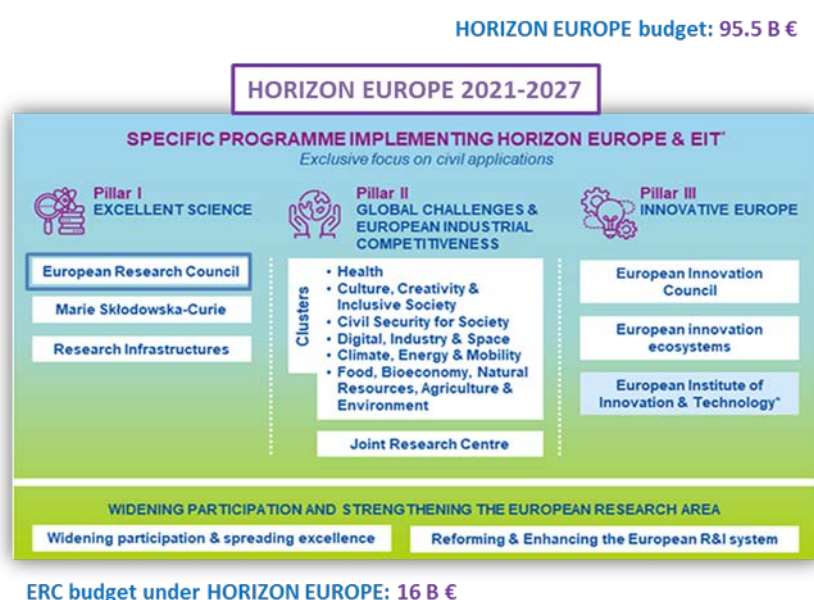 HORIZON EUROPE budget: 95.5 B €
HORIZON EUROPE 2021-2027
SPECIFIC PROGRAMME IMPLEMENTING HORIZON EUROPE & EIT*
Exclusive focus on civil applications
Pillar I
EXCELLENT SCIENCE
European Research Council
Marie Skłodowska-Curie
Research Infrastructures
Pillar II
GLOBAL CHALLENGES &
EUROPEAN INDUSTRIAL
COMPETITIVENESS
Clusters
• Health
• Culture, Creativity &
Inclusive Society
• Civil Security for Society
• Digital, Industry & Space
• Climate, Energy & Mobility
• Food, Bioeconomy, Natural
Resources, Agriculture &
Environment
Joint Research Centre
Pillar III
INNOVATIVE EUROPE
European Innovation
Council
European innovation
ecosystems
European Institute of
Innovation & Technology*
WIDENING PARTICIPATION AND STRENGTHENING THE EUROPEAN RESEARCH AREA
Widening participation & spreading excellence
Reforming & Enhancing the European R&I system
ERC budget under HORIZON EUROPE: 16 B €